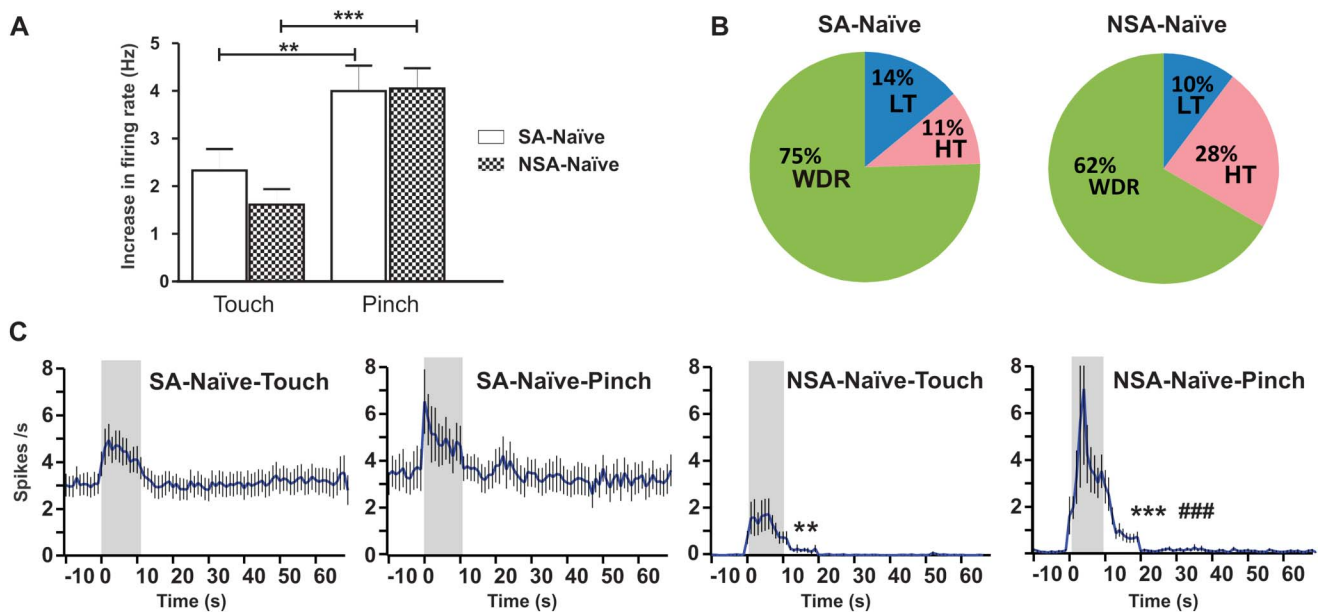 A
Increase in firing rate (Hz)
5
4
3
2
1
0
**
***
Touch
Pinch
SA-Naïve
NSA-Naïve
B
SA-Naïve
14%
LT
11%
HT
75%
WDR
NSA-Naïve
10%
LT
28%
HT
62%
WDR
C
Spikes /s
8
6
4
2
0
SA-Naïve-Touch
-10 0 10 20 30 40 50 60
Time (s)
8
6
4
2
0
SA-Naïve-Pinch
-10 0 10 20 30 40 50 60
Time (s)
8
6
4
2
0
NSA-Naïve-Touch
**
-10 0 10 20 30 40 50 60
Time (s)
8
6
4
2
0
NSA-Naïve-Pinch
*** ###
-10 0 10 20 30 40 50 60
Time (s)